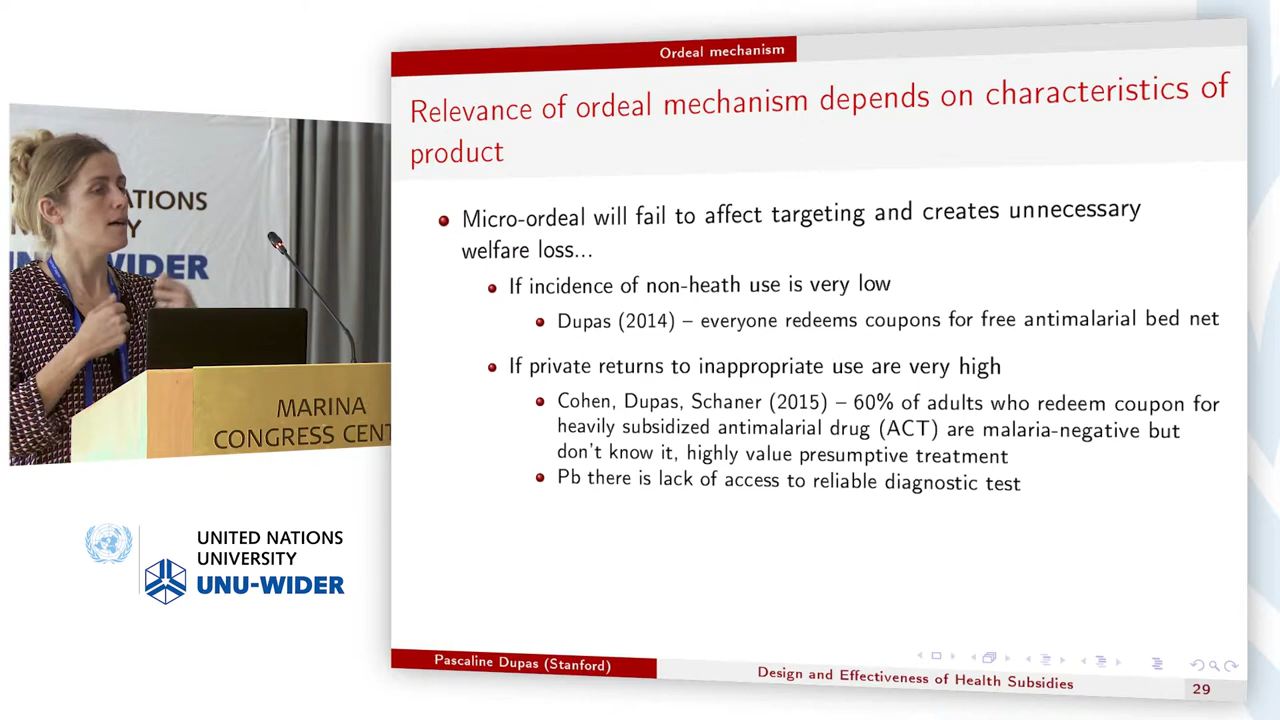 Ordeal mechanism
Relevance of ordeal mechanism depends on characteristics of
product
Micro-ordeal will fail to affect targeting and creates unnecessary
welfare loss...
If incidence of non-heath use is very low
Dupas (2014) – everyone redeems coupons for free antimalarial bed net
If private returns to inappropriate use are very high
Cohen, Dupas, Schaner (2015) – 60% of adults who redeem coupon for
heavily subsidized antimalarial drug (ACT) are malaria-negative but
don't know it, highly value presumptive treatment
Pb there is lack of access to reliable diagnostic test
Pascaline Dupas (Stanford)
Design and Effectiveness of Health Subsidies
29
ATIONS
UNIVERSITY
UNU-WIDER
MARINA
CONGRESS CENT
UNITED NATIONS
UNIVERSITY
UNU-WIDER